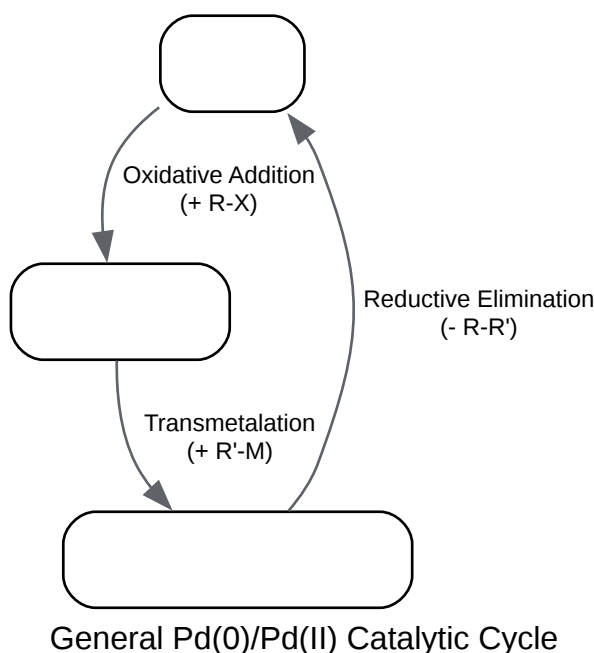 Oxidative Addition
(+ R-X)
Reductive Elimination
(- R-R')
Transmetalation
(+ R'-M)
General Pd(0)/Pd(II) Catalytic Cycle